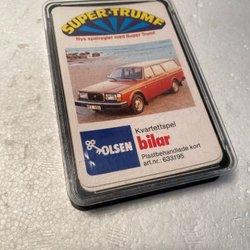 SUPER-TRUMF
Nya spelregler med Super Trumf
OLSEN
Kvartettspel
bilar
Plastbehandlade kort
art.nr.: 633195